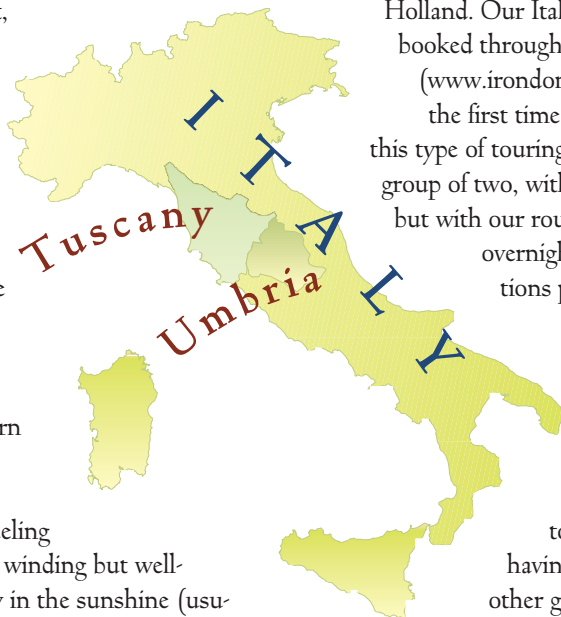 t,
e
rn
eling
winding but well-
y in the sunshine (usu-
ITALY
Tuscany
Umbria
Holland. Our Ital
booked through
(www.irondo
the first time
this type of touring
group of two, with
but with our rou
overnigh
tions p
to
havin
other g